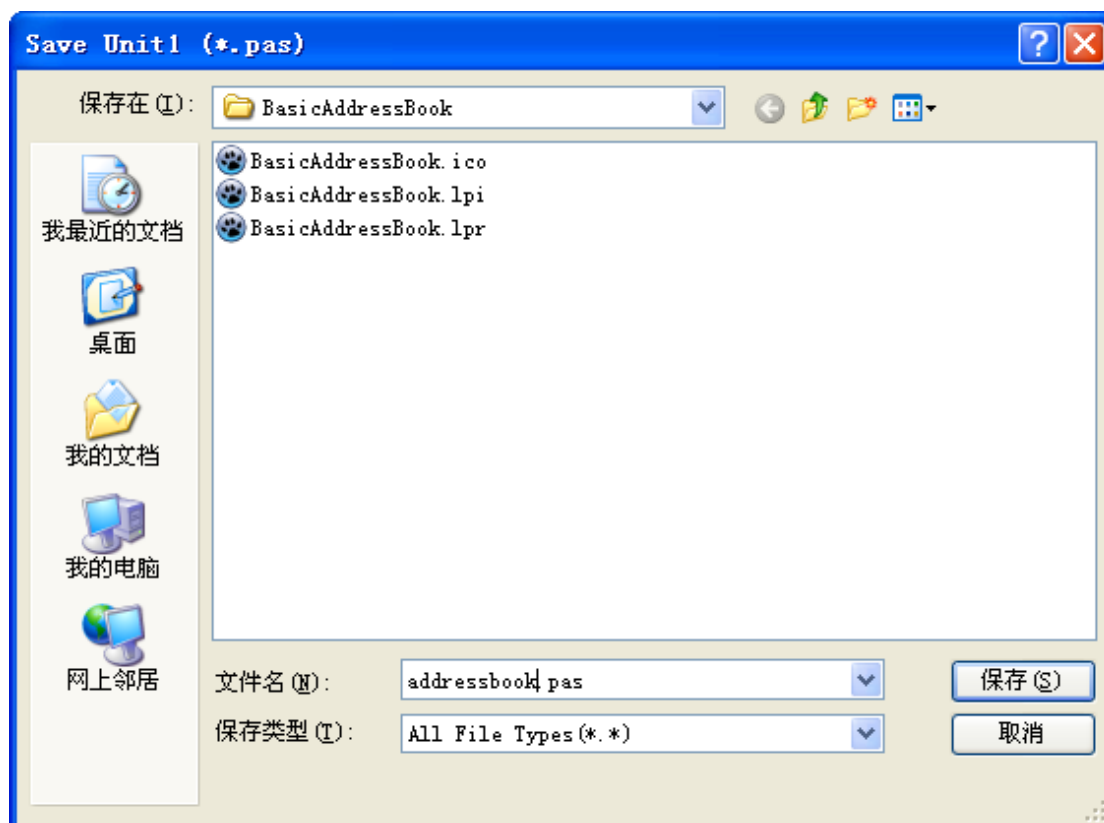 Save Unit1 (*.pas)
保存在(I):
BasicAddressBook
BasicAddressBook.ico
BasicAddressBook.lpi
BasicAddressBook.lpr
我最近的文档
桌面
我的文档
我的电脑
网上邻居
文件名(N):
addressbook.pas
保存(S)
保存类型(T):
All File Types(*.*)
取消